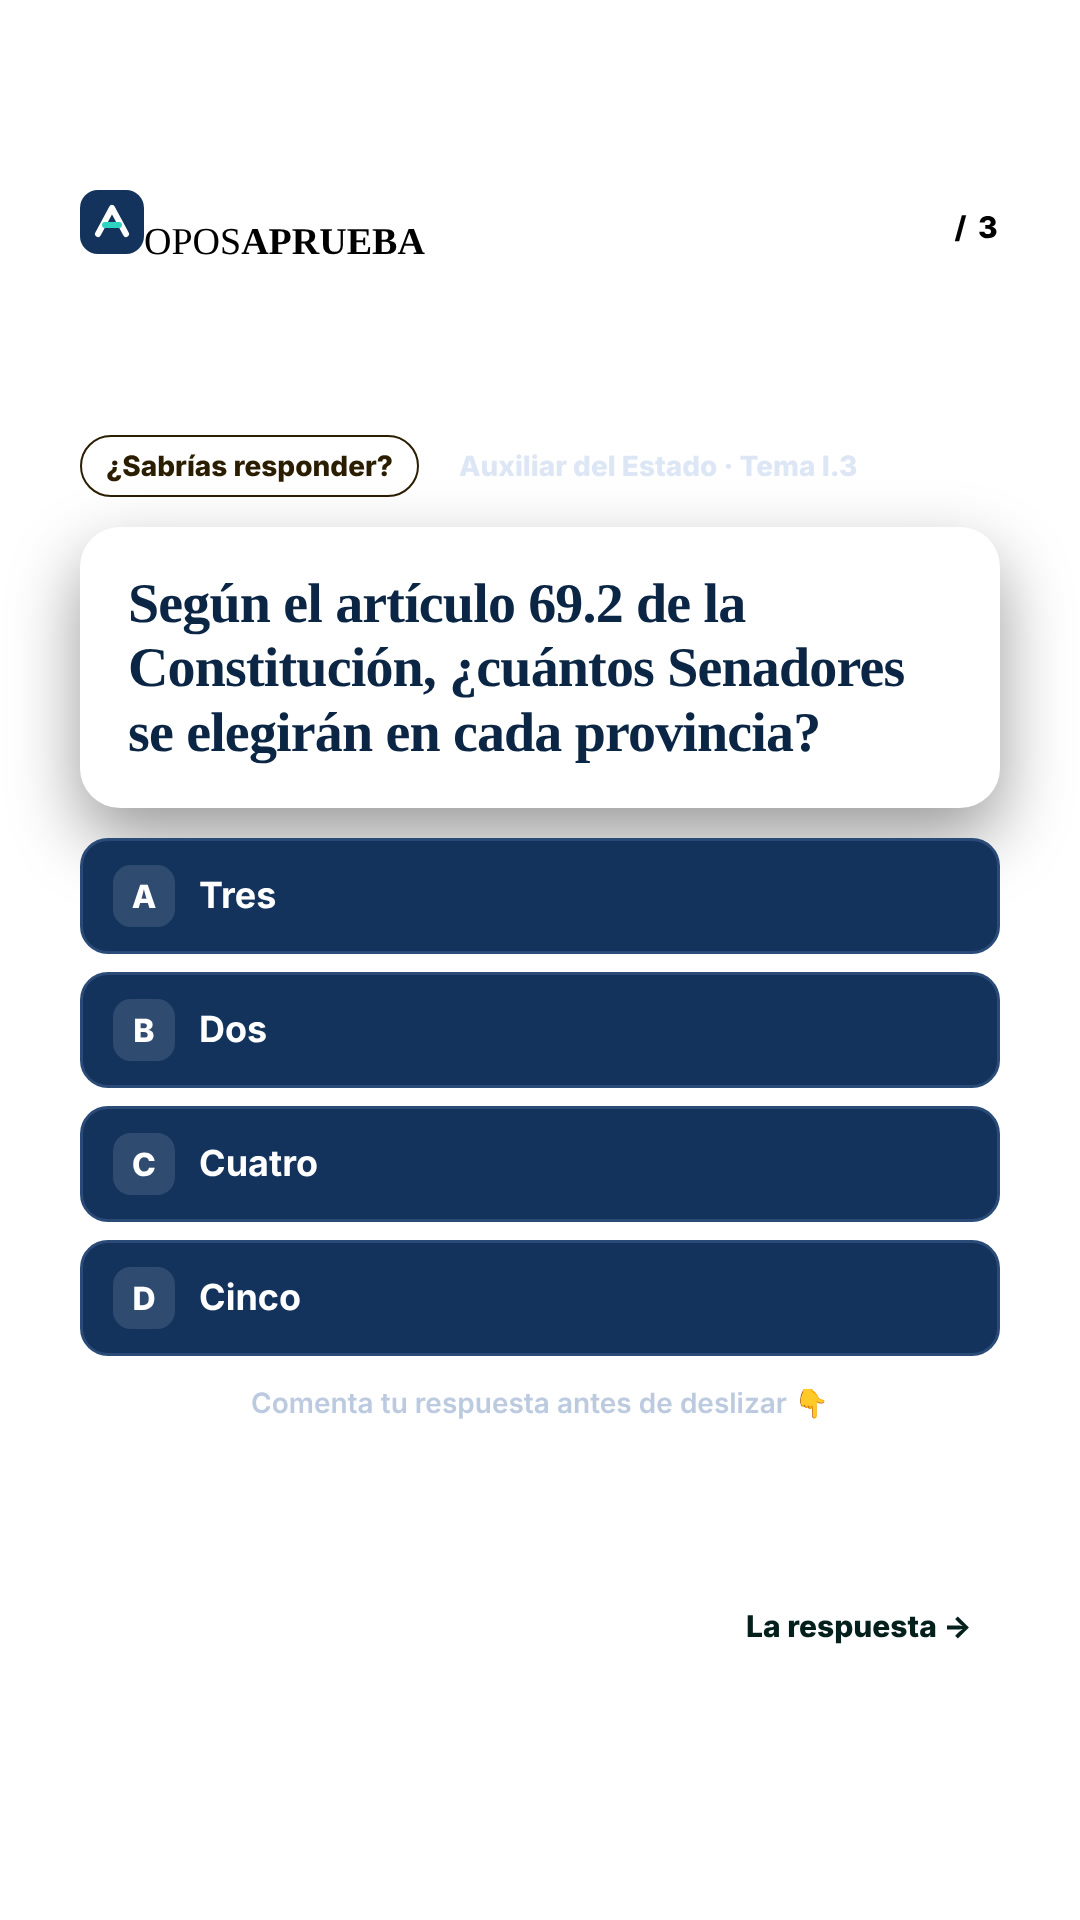 OPOSAPRUEBA
/ 3
¿Sabrías responder?
Auxiliar del Estado · Tema I.3
Según el artículo 69.2 de la
Constitución, ¿cuántos Senadores
se elegirán en cada provincia?
A Tres
B Dos
C Cuatro
D Cinco
Comenta tu respuesta antes de deslizar 👇
La respuesta →